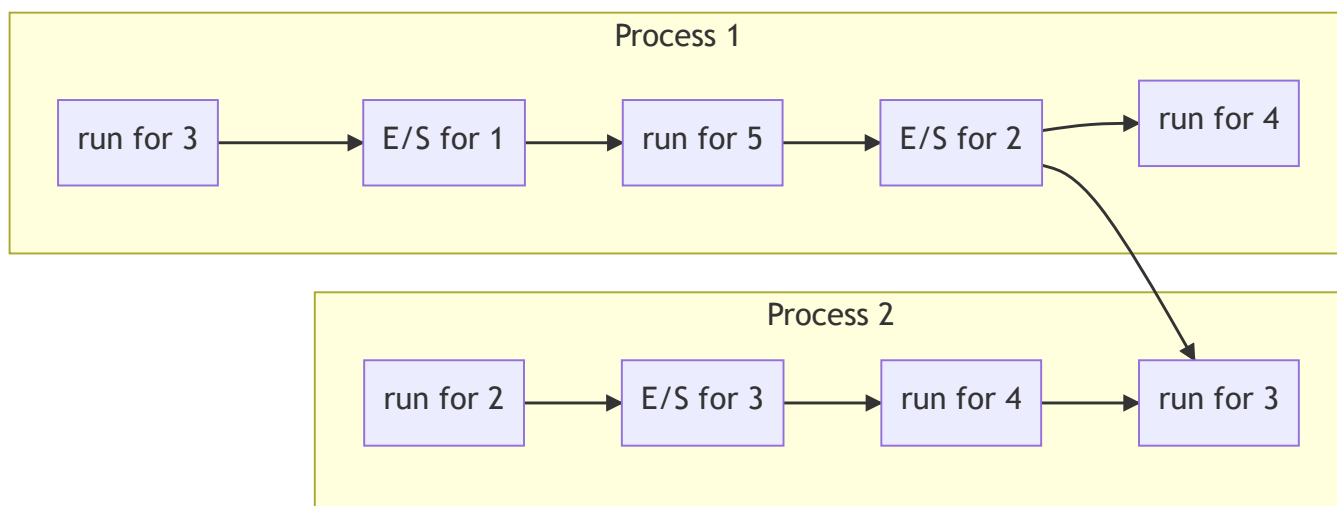 Process 1
run for 3
E/S for 1
run for 5
E/S for 2
run for 4
Process 2
run for 2
E/S for 3
run for 4
run for 3